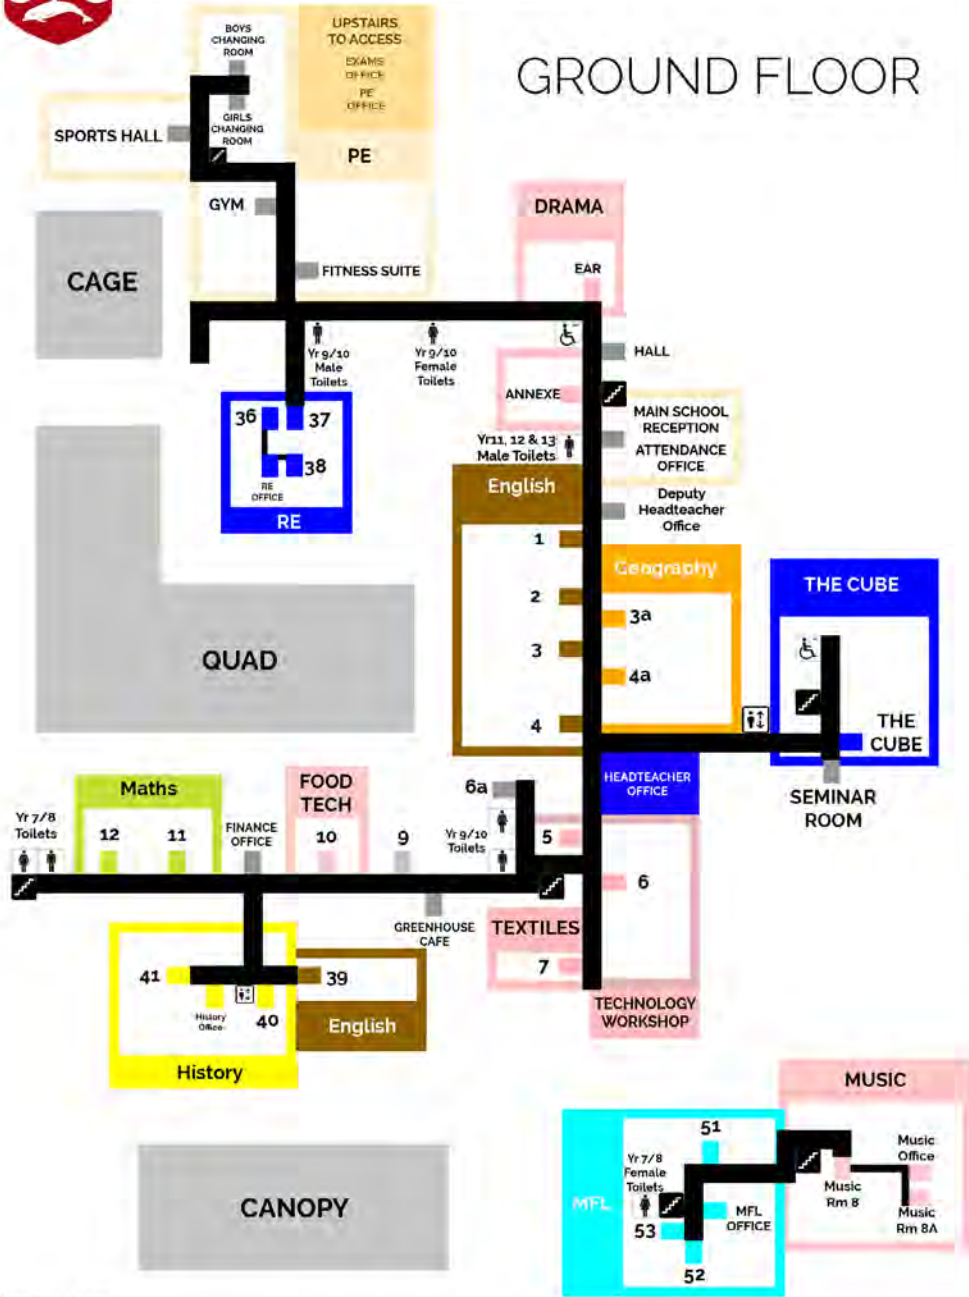 BOYS
CHANGING
ROOM
UPSTAIRS
TO ACCESS
EXAMS
OFFICE
PE
OFFICE
GROUND FLOOR
SPORTS HALL
GIRLS
CHANGING
ROOM
PE
GYM
DRAMA
CAGE
FITNESS SUITE
EAR
Yr 9/10
Male
Toilets
Yr 9/10
Female
Toilets
HALL
ANNEXE
MAIN SCHOOL
RECEPTION
ATTENDANCE
OFFICE
36
37
38
RE
OFFICE
RE
Yr11, 12 & 13
Male Toilets
English
Deputy
Headteacher
Office
1
2
3
4
Geography
3a
4a
THE CUBE
THE
CUBE
QUAD
SEMINAR
ROOM
HEADTEACHER
OFFICE
6a
Yr 9/10
Toilets
5
6
Maths
Yr 7/8
Toilets
12
11
FINANCE
OFFICE
FOOD
TECH
10
9
GREENHOUSE
CAFE
TEXTILES
7
TECHNOLOGY
WORKSHOP
41
History
Office
40
39
English
History
CANOPY
MUSIC
MFL
51
Yr 7/8
Female
Toilets
53
MFL
OFFICE
52
Music
Rm 8
Music
Office
Music
Rm 8A